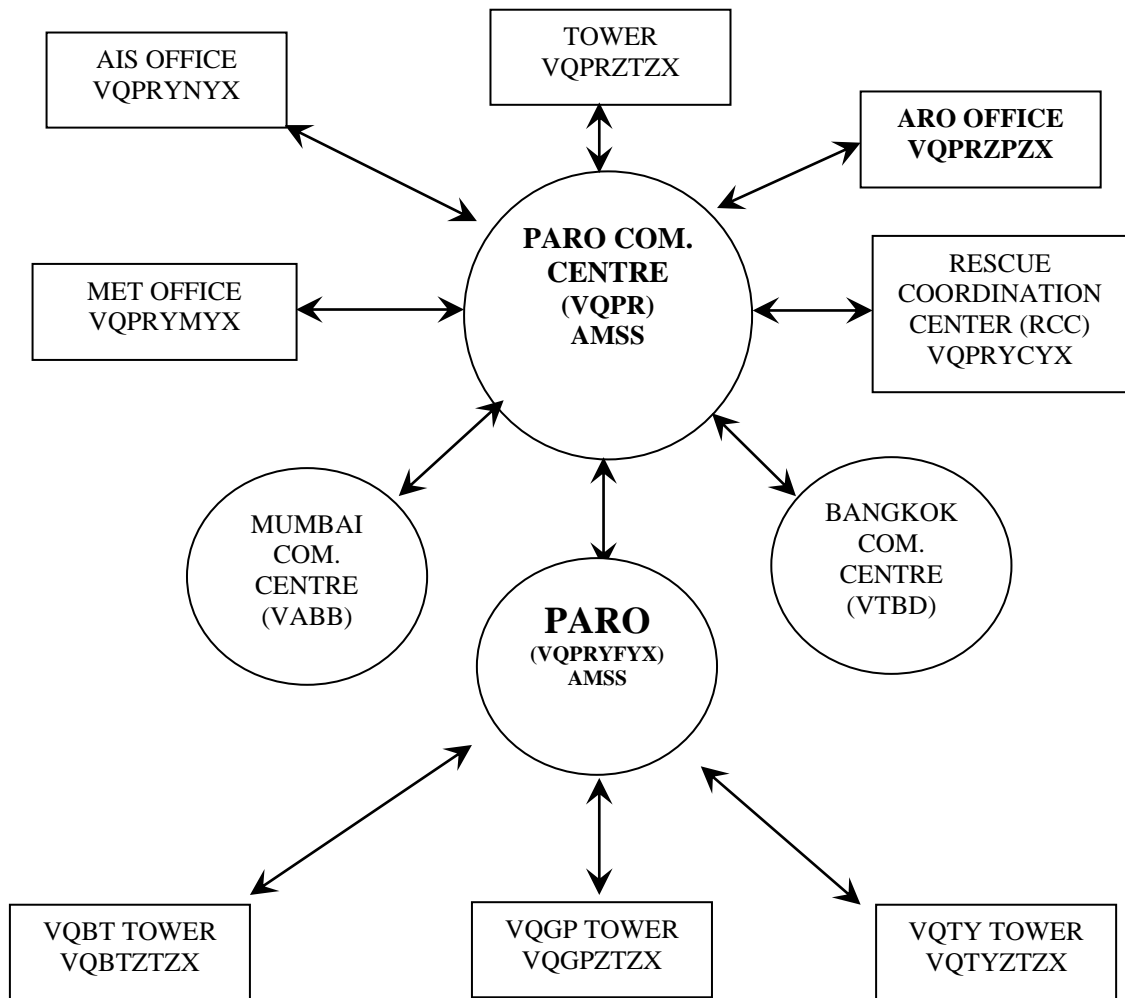 AIS OFFICE
VQPRYNYX
TOWER
VQPRZTZX
ARO OFFICE
VQPRZPZX
PARO COM.
CENTRE
(VQPR)
AMSS
MET OFFICE
VQPRYMYX
RESCUE
COORDINATION
CENTER (RCC)
VQPRYCYX
MUMBAI
COM.
CENTRE
(VABB)
BANGKOK
COM.
CENTRE
(VTBD)
PARO
(VQPRYFYX)
AMSS
VQBT TOWER
VQBTZTZX
VQGP TOWER
VQGPZTZX
VQTY TOWER
VQTYZTZX